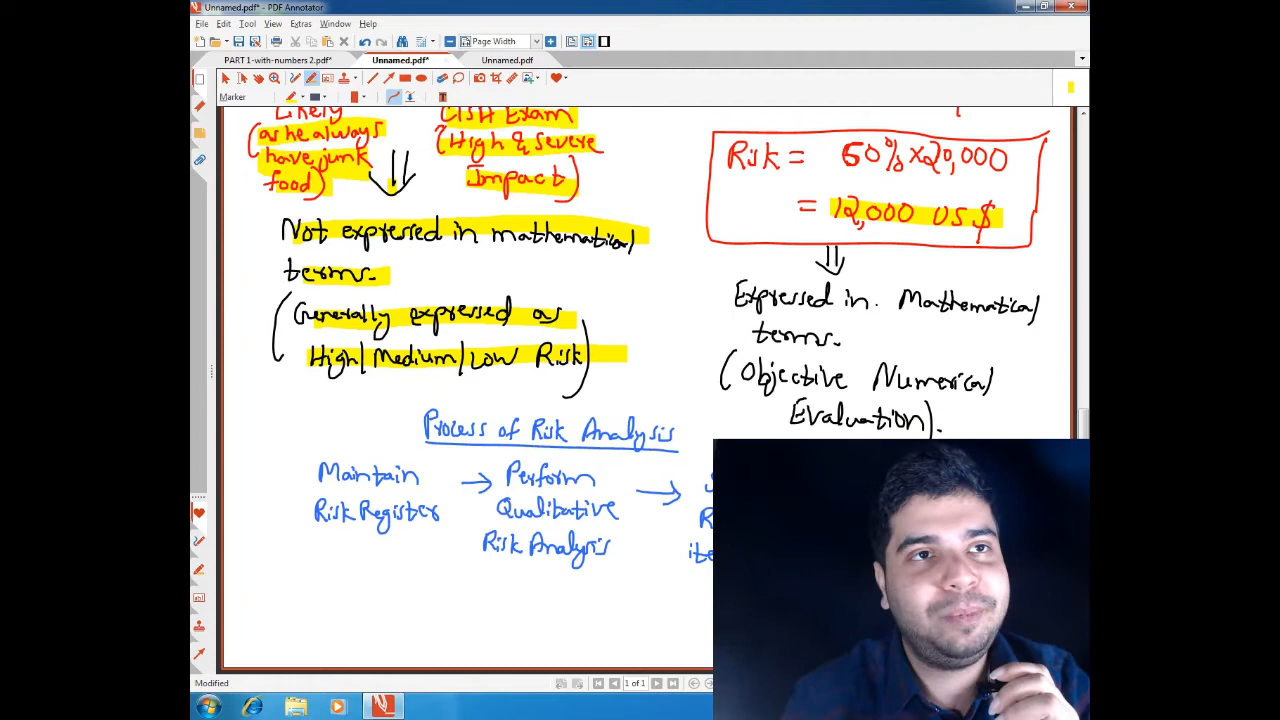 Unnamed.pdf* - PDF Annotator
File Edit Tool View Extras Window Help
Page Width
PART 1-with-numbers 2.pdf* Unnamed.pdf* Unnamed.pdf
Marker
Likely
(as he always
have junk
food)
CISA Exam
(High & Severe
Impact)
Not expressed in mathematical
terms.
(Generally expressed as
High/Medium/Low Risk)
Risk = 60% × 20,000
= 12,000 US $
Expressed in. Mathematical
terms.
(Objective Numerical
Evaluation).
Process of Risk Analysis
Maintain
Risk Register
→ Perform
Qualitative
Risk Analysis
→
Modified
1 of 1